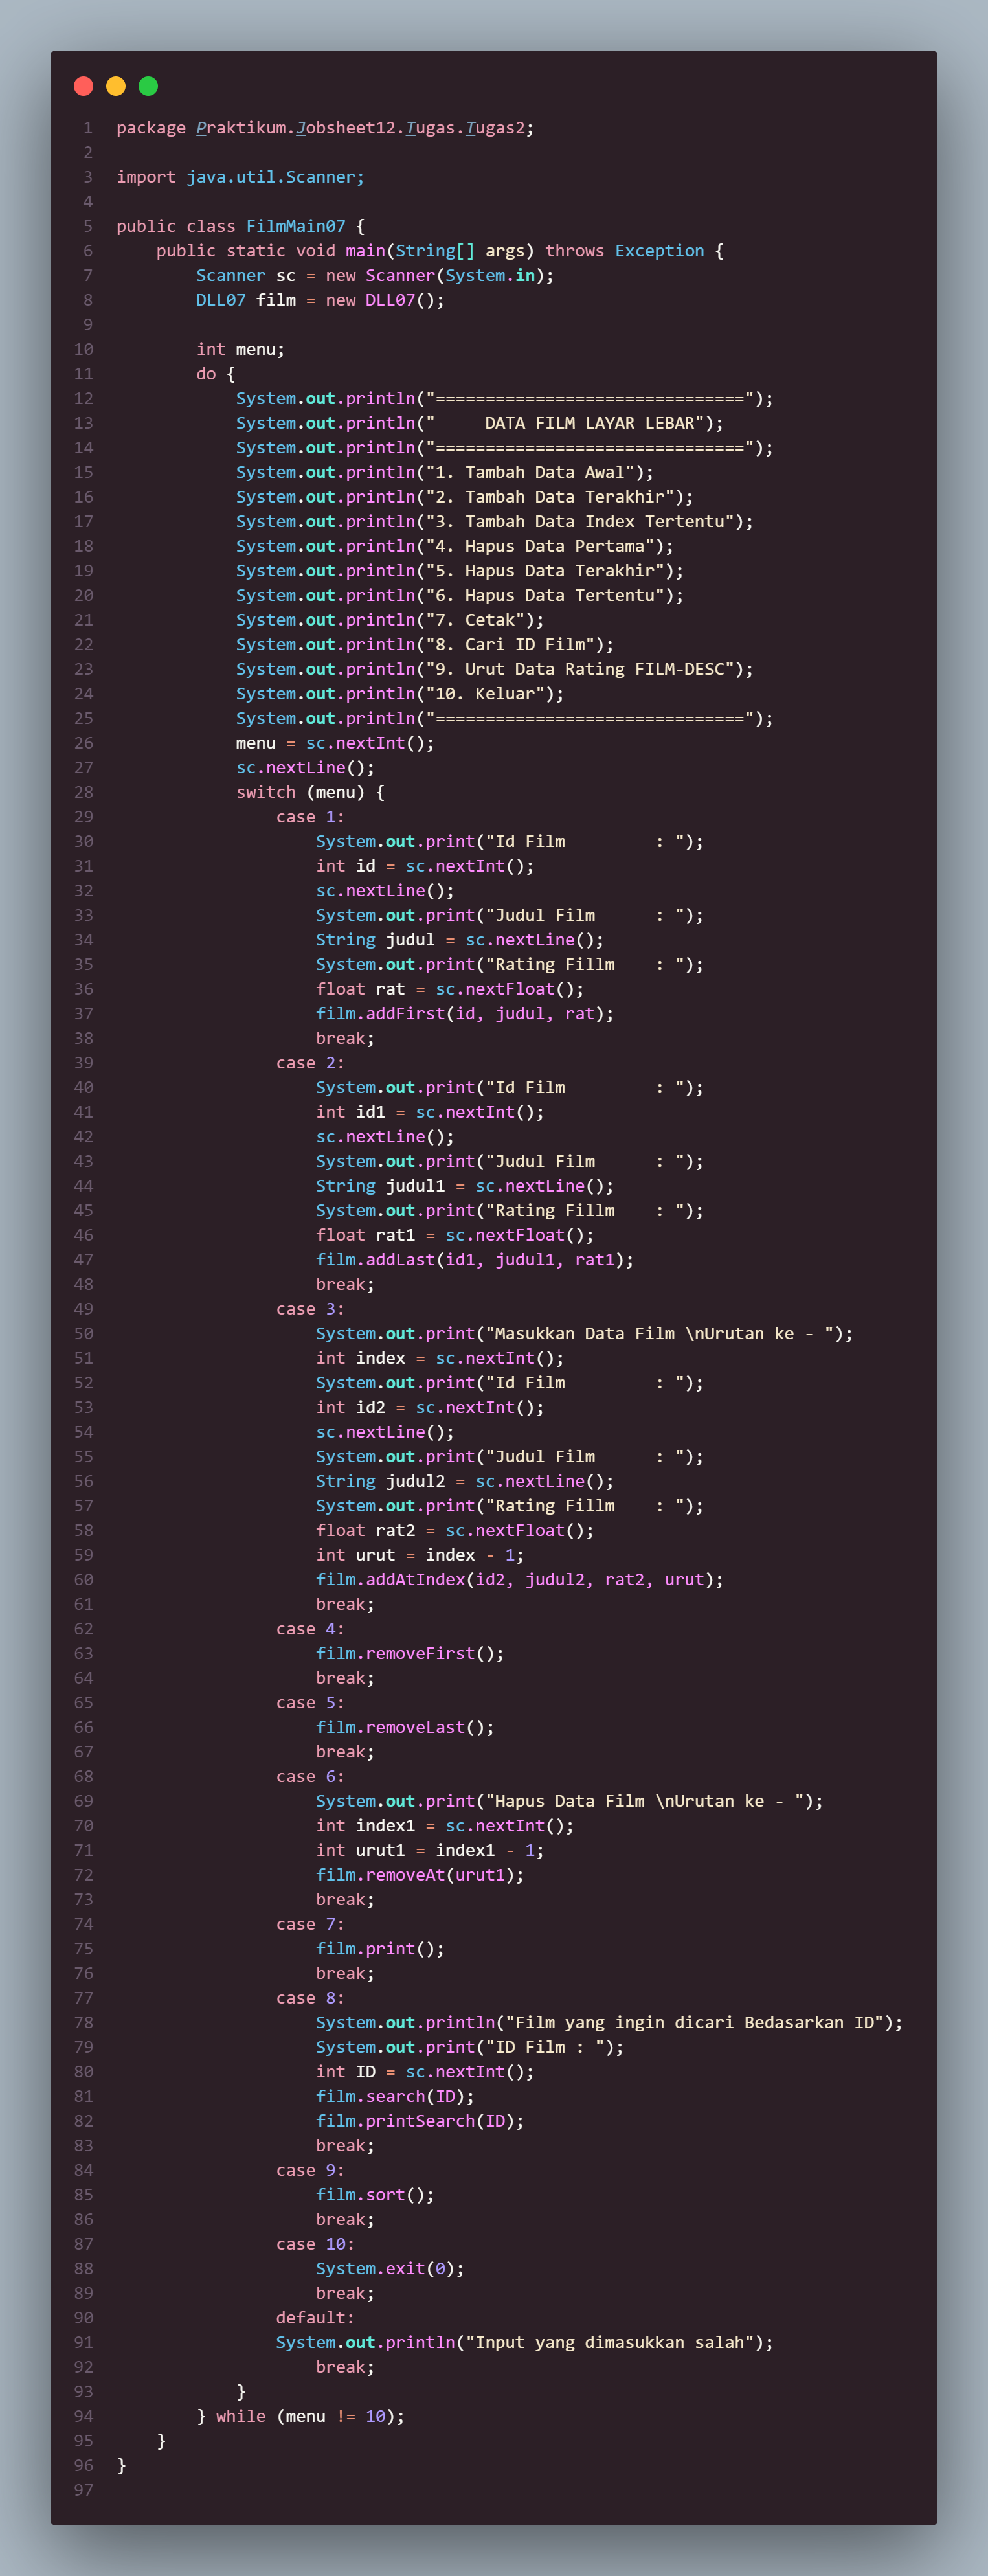 1 package Praktikum.Jobsheet12.Tugas.Tugas2;
2
3 import java.util.Scanner;
4
5 public class FilmMain07 {
6     public static void main(String[] args) throws Exception {
7         Scanner sc = new Scanner(System.in);
8         DLL07 film = new DLL07();
9
10         int menu;
11         do {
12             System.out.println("===============================");
13             System.out.println("     DATA FILM LAYAR LEBAR");
14             System.out.println("===============================");
15             System.out.println("1. Tambah Data Awal");
16             System.out.println("2. Tambah Data Terakhir");
17             System.out.println("3. Tambah Data Index Tertentu");
18             System.out.println("4. Hapus Data Pertama");
19             System.out.println("5. Hapus Data Terakhir");
20             System.out.println("6. Hapus Data Tertentu");
21             System.out.println("7. Cetak");
22             System.out.println("8. Cari ID Film");
23             System.out.println("9. Urut Data Rating FILM-DESC");
24             System.out.println("10. Keluar");
25             System.out.println("===============================");
26             menu = sc.nextInt();
27             sc.nextLine();
28             switch (menu) {
29                 case 1:
30                     System.out.print("Id Film         : ");
31                     int id = sc.nextInt();
32                     sc.nextLine();
33                     System.out.print("Judul Film      : ");
34                     String judul = sc.nextLine();
35                     System.out.print("Rating Fillm    : ");
36                     float rat = sc.nextFloat();
37                     film.addFirst(id, judul, rat);
38                     break;
39                 case 2:
40                     System.out.print("Id Film         : ");
41                     int id1 = sc.nextInt();
42                     sc.nextLine();
43                     System.out.print("Judul Film      : ");
44                     String judul1 = sc.nextLine();
45                     System.out.print("Rating Fillm    : ");
46                     float rat1 = sc.nextFloat();
47                     film.addLast(id1, judul1, rat1);
48                     break;
49                 case 3:
50                     System.out.print("Masukkan Data Film \nUrutan ke - ");
51                     int index = sc.nextInt();
52                     System.out.print("Id Film         : ");
53                     int id2 = sc.nextInt();
54                     sc.nextLine();
55                     System.out.print("Judul Film      : ");
56                     String judul2 = sc.nextLine();
57                     System.out.print("Rating Fillm    : ");
58                     float rat2 = sc.nextFloat();
59                     int urut = index - 1;
60                     film.addAtIndex(id2, judul2, rat2, urut);
61                     break;
62                 case 4:
63                     film.removeFirst();
64                     break;
65                 case 5:
66                     film.removeLast();
67                     break;
68                 case 6:
69                     System.out.print("Hapus Data Film \nUrutan ke - ");
70                     int index1 = sc.nextInt();
71                     int urut1 = index1 - 1;
72                     film.removeAt(urut1);
73                     break;
74                 case 7:
75                     film.print();
76                     break;
77                 case 8:
78                     System.out.println("Film yang ingin dicari Bedasarkan ID");
79                     System.out.print("ID Film : ");
80                     int ID = sc.nextInt();
81                     film.search(ID);
82                     film.printSearch(ID);
83                     break;
84                 case 9:
85                     film.sort();
86                     break;
87                 case 10:
88                     System.exit(0);
89                     break;
90                 default:
91                 System.out.println("Input yang dimasukkan salah");
92                     break;
93             }
94         } while (menu != 10);
95     }
96 }
97